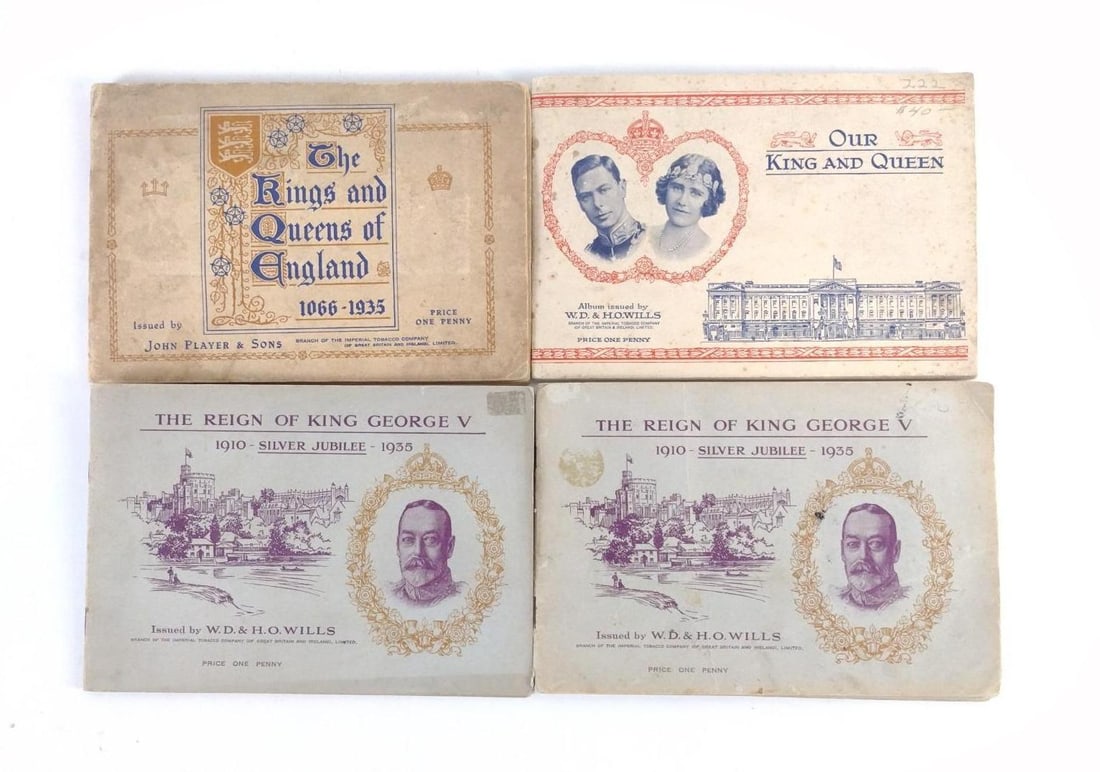 The
Kings and
Queens of
England
1066-1935
Issued by
JOHN PLAYER & SONS
BRANCH OF THE IMPERIAL TOBACCO COMPANY
OF GREAT BRITAIN AND IRELAND, LIMITED.
PRICE
ONE PENNY
222
$40-
OUR
KING AND QUEEN
Album issued by
W.D. & H.O.WILLS
BRANCH OF THE IMPERIAL TOBACCO COMPANY
OF GREAT BRITAIN & IRELAND, LIMITED.
PRICE ONE PENNY
THE REIGN OF KING GEORGE V
1910 - SILVER JUBILEE - 1935
Issued by W.D. & H.O.WILLS
BRANCH OF THE IMPERIAL TOBACCO COMPANY OF GREAT BRITAIN AND IRELAND, LIMITED.
PRICE ONE PENNY
THE REIGN OF KING GEORGE V
1910 - SILVER JUBILEE - 1935
Issued by W.D. & H.O.WILLS
BRANCH OF THE IMPERIAL TOBACCO COMPANY OF GREAT BRITAIN AND IRELAND, LIMITED.
PRICE ONE PENNY